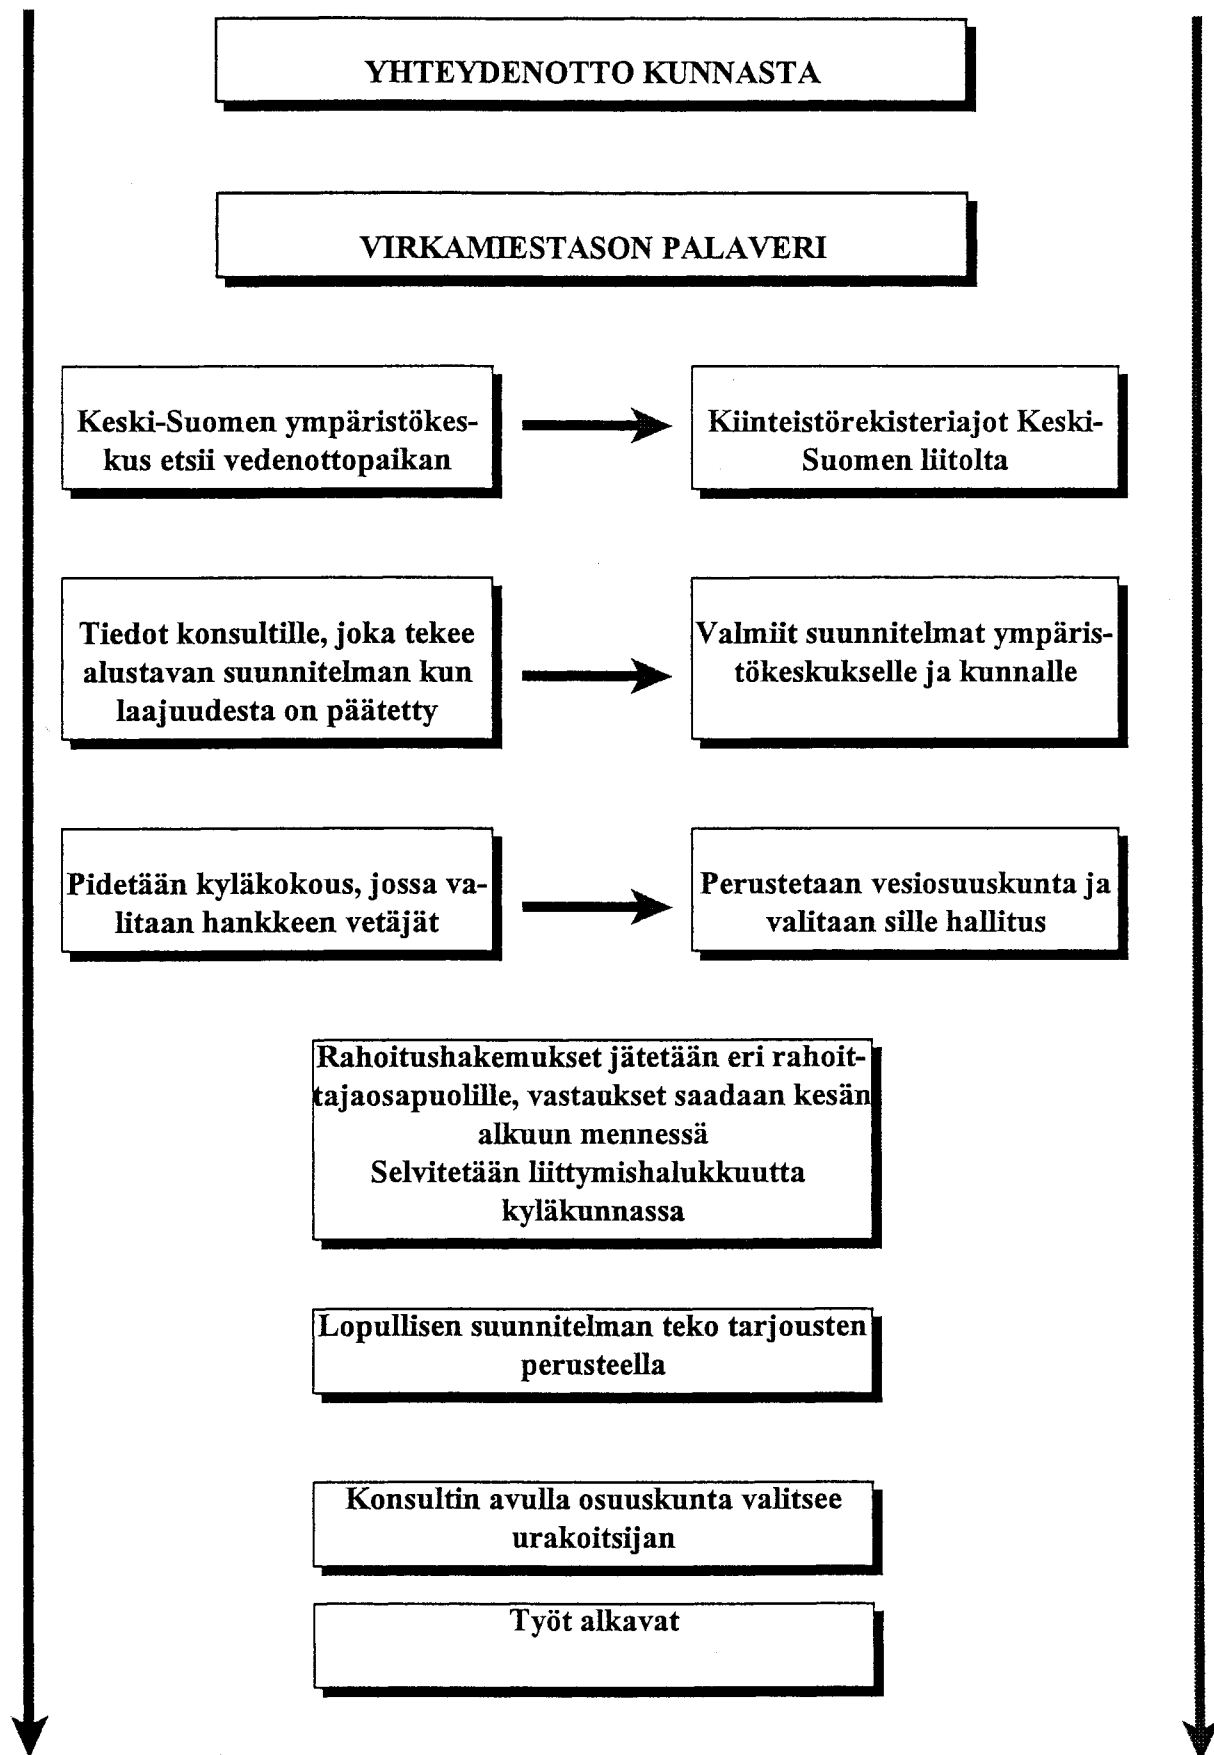 YHTEYDENOTTO KUNNASTA
VIRKAMIESTASON PALAVERI
Keski-Suomen ympäristökes-
kus etsii vedenottopaikan
Kiinteistörekisteriajot Keski-
Suomen liitolta
Tiedot konsultille, joka tekee
alustavan suunnitelman kun
laajuudesta on päätetty
Valmiit suunnitelmat ympäris-
tökeskukselle ja kunnalle
Pidetään kyläkokous, jossa va-
litaan hankkeen vetäjät
Perustetaan vesiosuuskunta ja
valitaan sille hallitus
Rahoitushakemukset jätetään eri rahoit-
tajaosapuolille, vastaukset saadaan kesän
alkuun mennessä
Selvitetään liittymishalukkuutta
kyläkunnassa
Lopullisen suunnitelman teko tarjousten
perusteella
Konsultin avulla osuuskunta valitsee
urakoitsijan
Työt alkavat